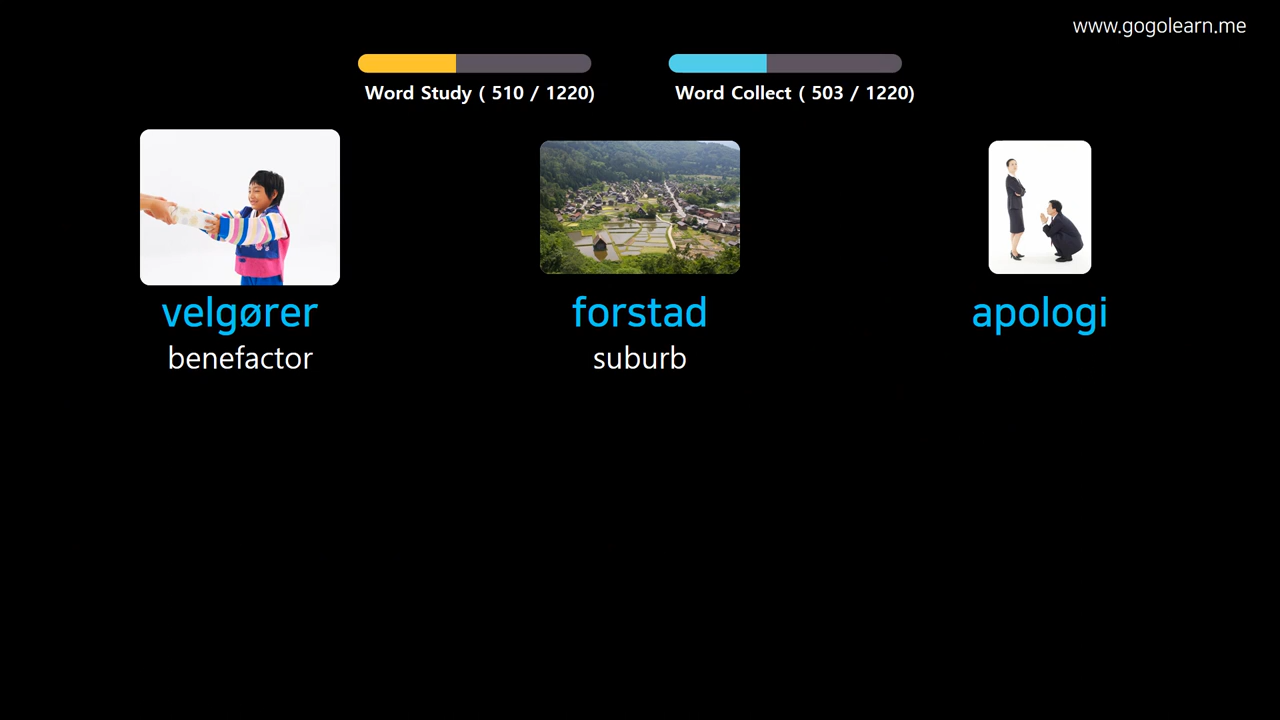 www.gogolearn.me
Word Study ( 510 / 1220)
Word Collect ( 503 / 1220)
velgører
benefactor
forstad
suburb
apologi